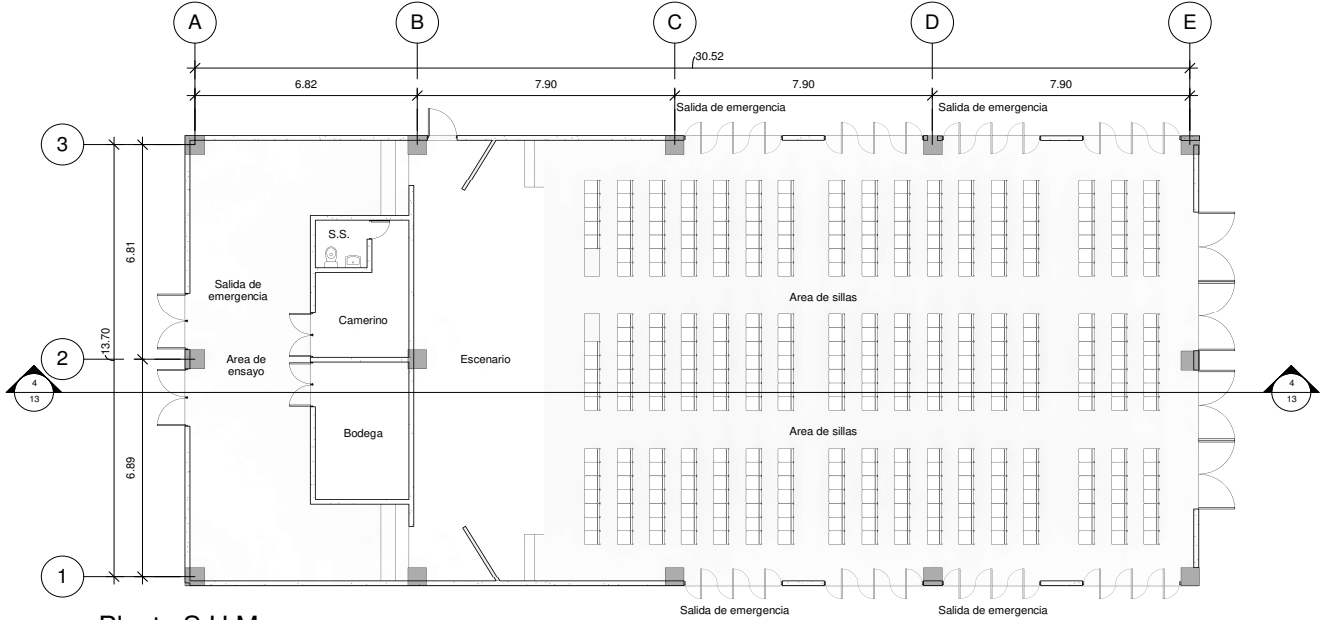 A
B
C
D
E
30.52
6.82
7.90
7.90
7.90
Salida de emergencia
Salida de emergencia
3
S.S.
6.81
Salida de
emergencia
Area de sillas
Camerino
13.70
2
Area de
ensayo
Escenario
4
13
4
13
Bodega
Area de sillas
6.89
1
Salida de emergencia
Salida de emergencia